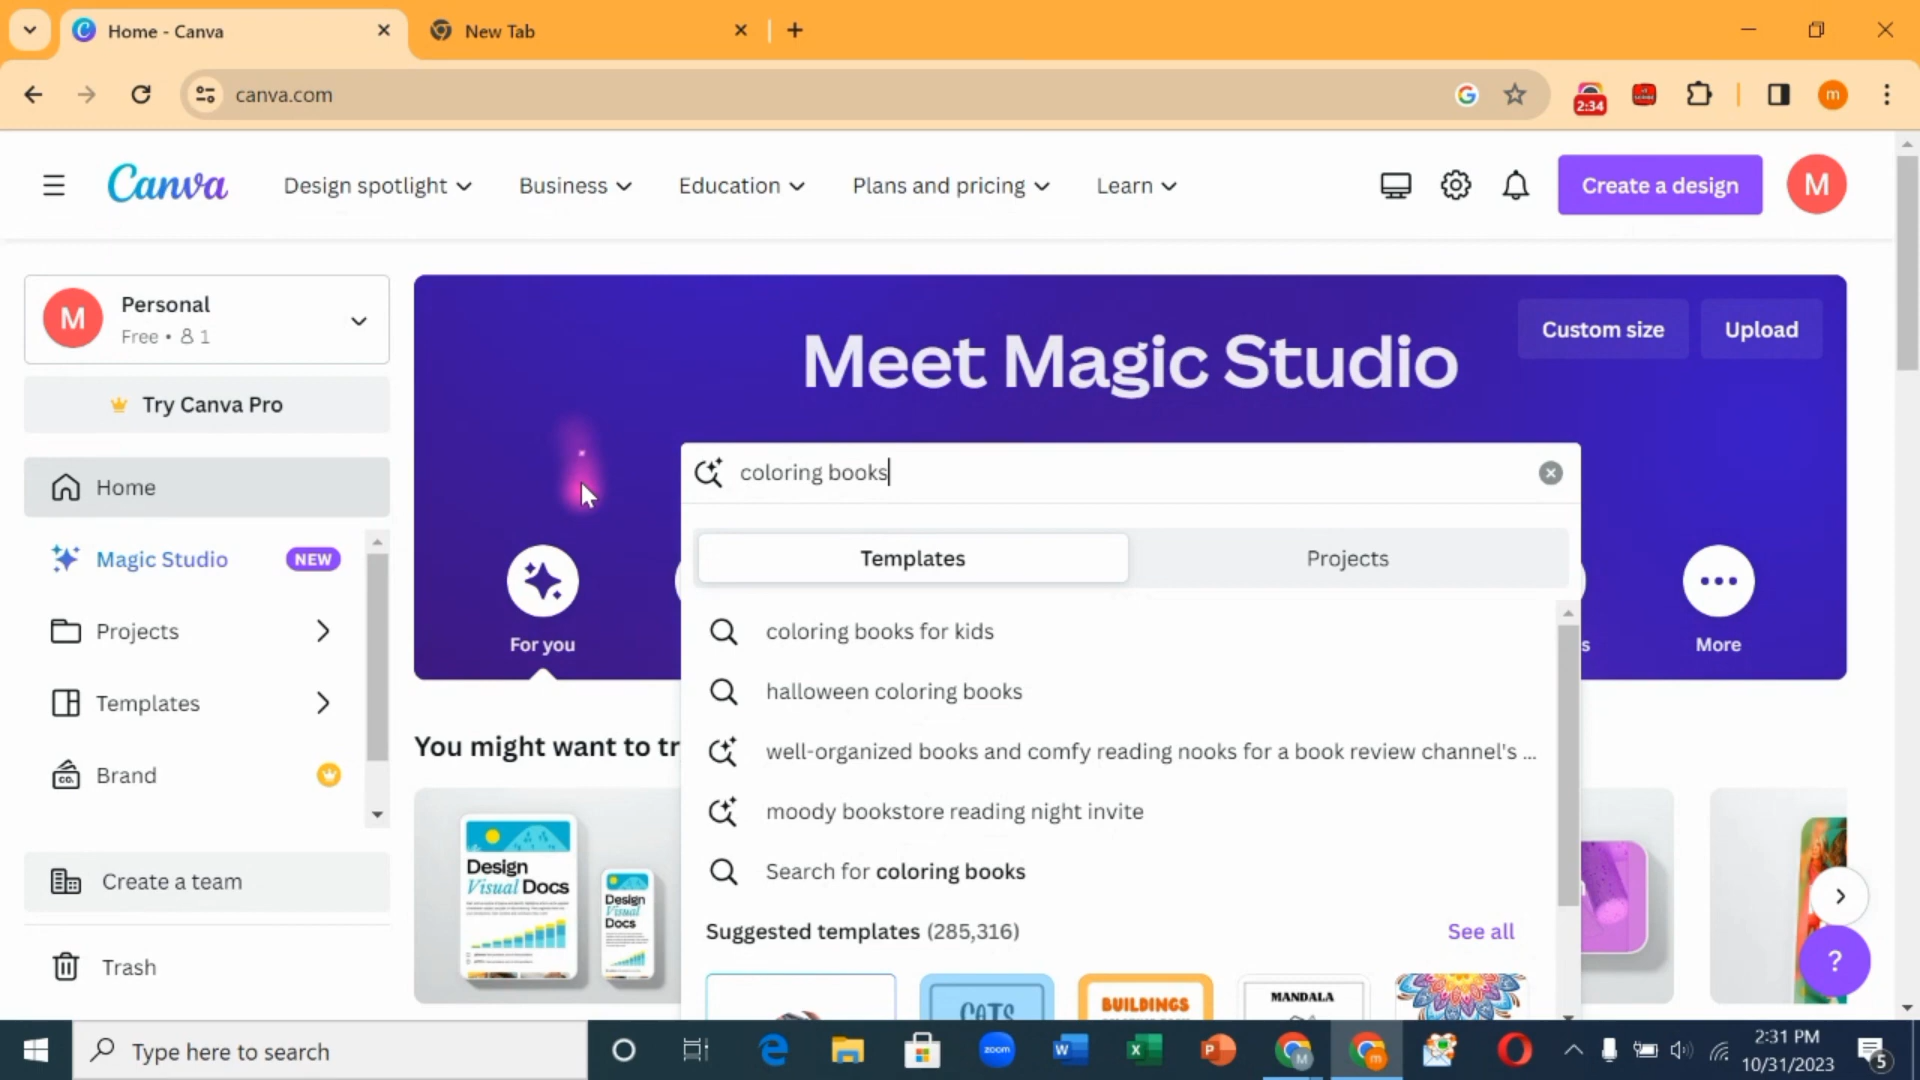 Home - Canva
New Tab
canva.com
2:34
m
Canva
Design spotlight
Business
Education
Plans and pricing
Learn
Create a design
M
M
Personal
Free • 1
Try Canva Pro
Home
Magic Studio
NEW
Projects
Templates
Brand
Create a team
Trash
Custom size
Upload
Meet Magic Studio
coloring books
Templates
Projects
For you
More
coloring books for kids
halloween coloring books
well-organized books and comfy reading nooks for a book review channel's ...
moody bookstore reading night invite
Search for coloring books
Suggested templates (285,316)
See all
You might want to tr
Design
Visual Docs
Design
Visual
Docs
CATS
BUILDINGS
MANDALA
?
Type here to search
zoom
2:31 PM
10/31/2023
5